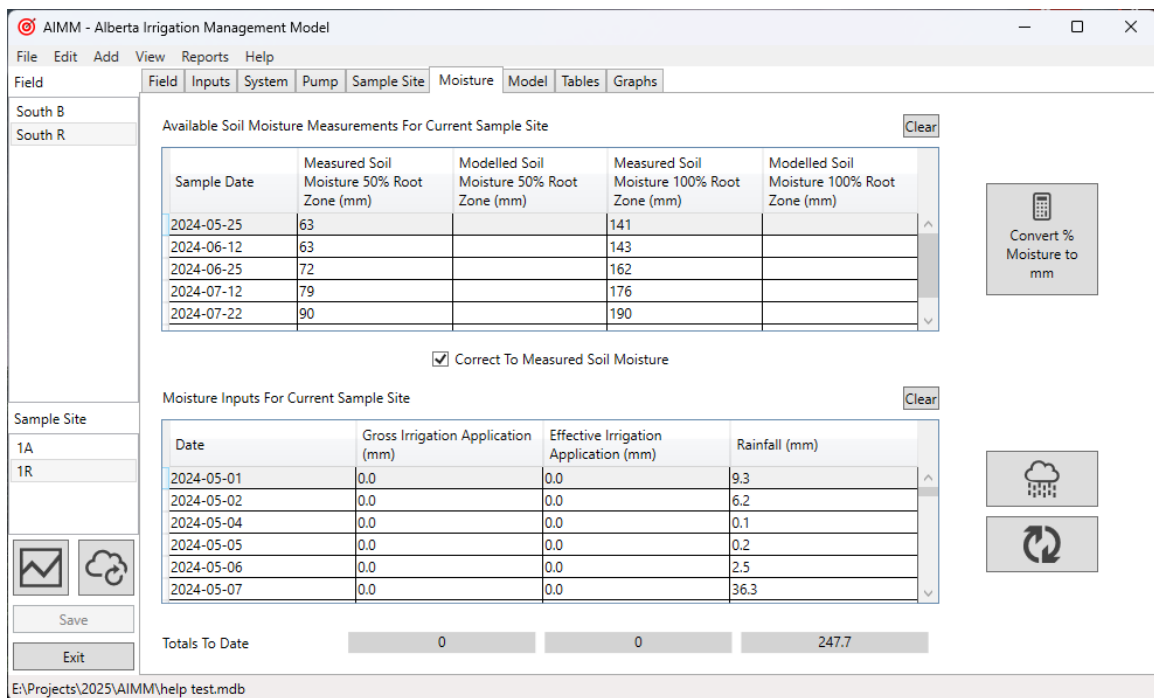 AIMM - Alberta Irrigation Management Model
File Edit Add View Reports Help
Field
South B
South R
Sample Site
1A
1R
Save
Exit
Field Inputs System Pump Sample Site Moisture Model Tables Graphs
Available Soil Moisture Measurements For Current Sample Site
Clear
Sample Date
Measured Soil
Moisture 50% Root
Zone (mm)
Modelled Soil
Moisture 50% Root
Zone (mm)
Measured Soil
Moisture 100% Root
Zone (mm)
Modelled Soil
Moisture 100% Root
Zone (mm)
2024-05-25 63 141
2024-06-12 63 143
2024-06-25 72 162
2024-07-12 79 176
2024-07-22 90 190
Convert %
Moisture to
mm
Correct To Measured Soil Moisture
Moisture Inputs For Current Sample Site
Clear
Date
Gross Irrigation Application
(mm)
Effective Irrigation
Application (mm)
Rainfall (mm)
2024-05-01 0.0 0.0 9.3
2024-05-02 0.0 0.0 6.2
2024-05-04 0.0 0.0 0.1
2024-05-05 0.0 0.0 0.2
2024-05-06 0.0 0.0 2.5
2024-05-07 0.0 0.0 36.3
Totals To Date 0 0 247.7
E:\Projects\2025\AIMM\help test.mdb